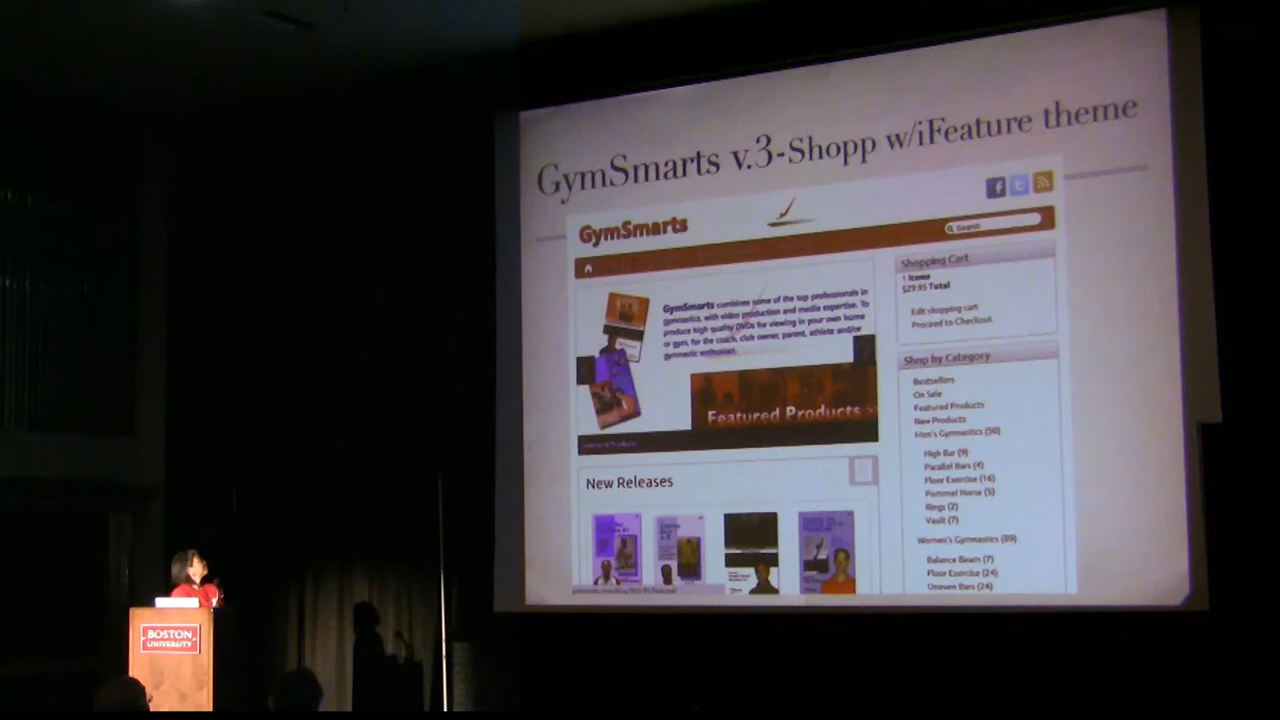 GymSmarts v.3-Shopp w/iFeature theme
GymSmarts
Search
GymSmarts combines some of the top professionals in
gymnastics, with video production and media expertise. To
produce high quality DVDs for viewing in your own home
or gym, for the coach, club owner, parent, athlete and/or
gymnastic enthusiast.
Featured Products
Featured Products
New Releases
Shopping Cart
1 Items
$29.95 Total
Edit shopping cart
Proceed to Checkout
Shop by Category
Bestsellers
On Sale
Featured Products
New Products
Men's Gymnastics (50)
High Bar (9)
Parallel Bars (4)
Floor Exercise (16)
Pommel Horse (5)
Rings (2)
Vault (7)
Women's Gymnastics (89)
Balance Beam (7)
Floor Exercise (24)
Uneven Bars (24)
BOSTON
UNIVERSITY